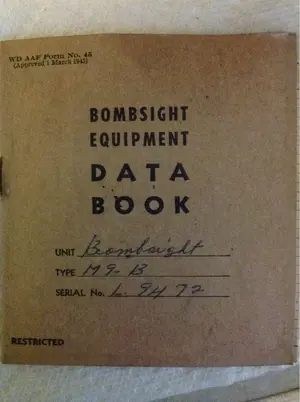 WD AAF Form No. 45
(Approved 1 March 1943)
BOMBSIGHT
EQUIPMENT
DATA
BOOK
UNIT Bombsight
TYPE M9-B
SERIAL No. L. 9472
RESTRICTED